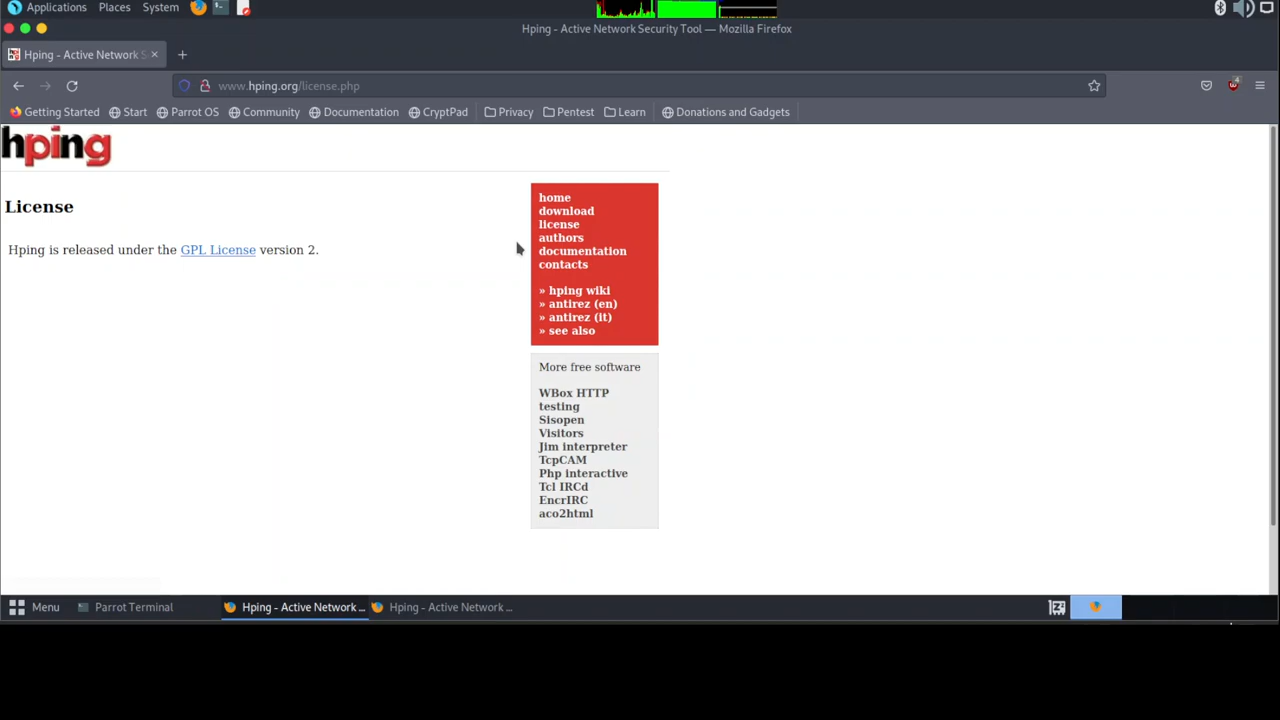 Applications Places System
Hping - Active Network Security Tool — Mozilla Firefox
Hping - Active Network S
www.hping.org/license.php
4
Getting Started Start Parrot OS Community Documentation CryptPad Privacy Pentest Learn Donations and Gadgets
hping
License
Hping is released under the GPL License version 2.
home
download
license
authors
documentation
contacts
» hping wiki
» antirez (en)
» antirez (it)
» see also
More free software
WBox HTTP
testing
Sisopen
Visitors
Jim interpreter
TcpCAM
Php interactive
Tcl IRCd
EncrIRC
aco2html
Menu Parrot Terminal Hping - Active Network ... Hping - Active Network ...